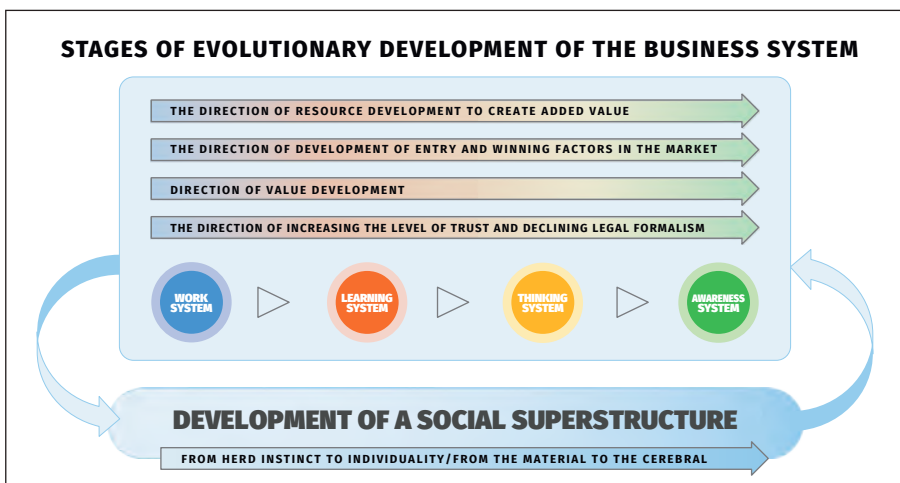 STAGES OF EVOLUTIONARY DEVELOPMENT OF THE BUSINESS SYSTEM
THE DIRECTION OF RESOURCE DEVELOPMENT TO CREATE ADDED VALUE
THE DIRECTION OF DEVELOPMENT OF ENTRY AND WINNING FACTORS IN THE MARKET
DIRECTION OF VALUE DEVELOPMENT
THE DIRECTION OF INCREASING THE LEVEL OF TRUST AND DECLINING LEGAL FORMALISM
WORK
SYSTEM
LEARNING
SYSTEM
THINKING
SYSTEM
AWARENESS
SYSTEM
DEVELOPMENT OF A SOCIAL SUPERSTRUCTURE
FROM HERD INSTINCT TO INDIVIDUALITY/FROM THE MATERIAL TO THE CEREBRAL